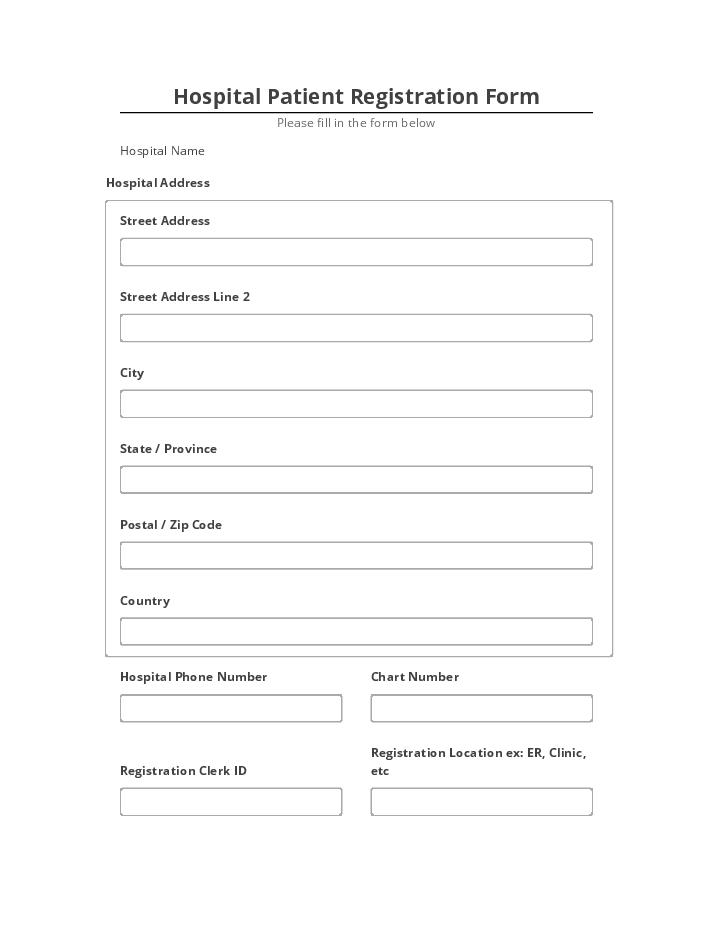 Hospital Patient Registration Form
Please fill in the form below
Hospital Name
Hospital Address
Street Address
Street Address Line 2
City
State / Province
Postal / Zip Code
Country
Hospital Phone Number
Chart Number
Registration Clerk ID
Registration Location ex: ER, Clinic,
etc